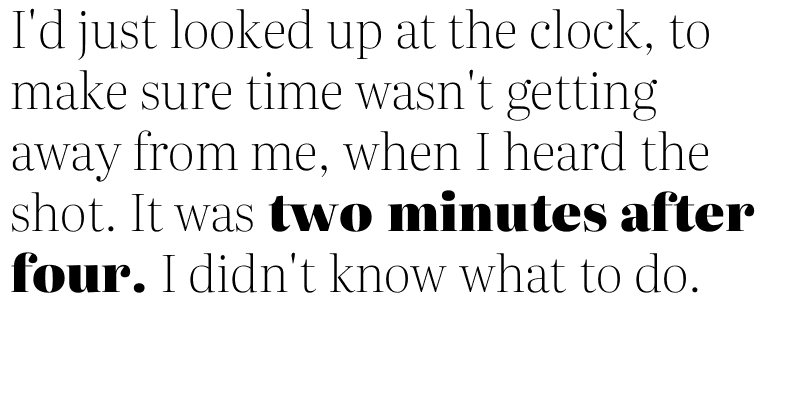 I'd just looked up at the clock, to
make sure time wasn't getting
away from me, when I heard the
shot. It was two minutes after
four. I didn't know what to do.